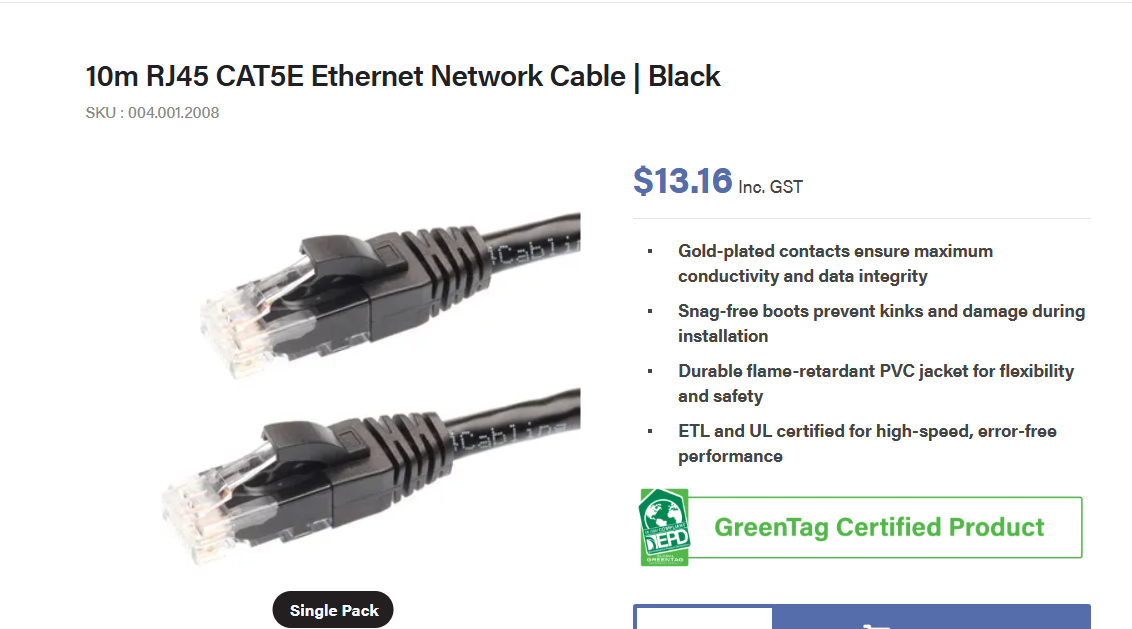 10m RJ45 CAT5E Ethernet Network Cable | Black
SKU : 004.001.2008
$13.16 Inc. GST
Gold-plated contacts ensure maximum
conductivity and data integrity
Snag-free boots prevent kinks and damage during
installation
Durable flame-retardant PVC jacket for flexibility
and safety
ETL and UL certified for high-speed, error-free
performance
EPD
GREENTAG
GreenTag Certified Product
4Cabli
4Cabling
Single Pack